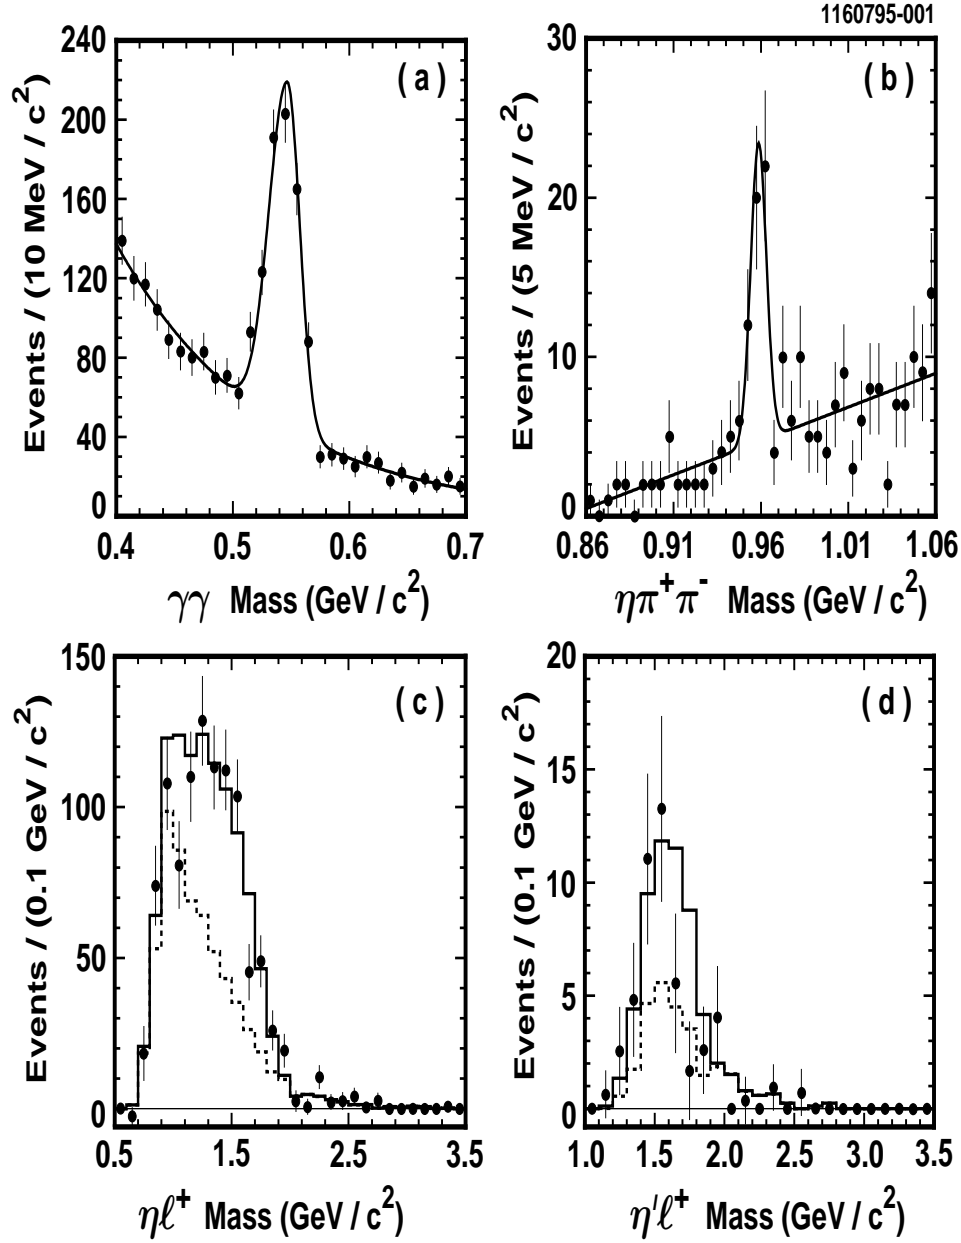 1160795-001
240
200
160
120
80
40
0
Events / (10 MeV / c²)
( a )
0.4 0.5 0.6 0.7
γγ Mass (GeV / c²)
30
20
10
0
Events / (5 MeV / c²)
( b )
0.86 0.91 0.96 1.01 1.06
ηπ⁺π⁻ Mass (GeV / c²)
150
100
50
0
Events / (0.1 GeV / c²)
( c )
0.5 1.5 2.5 3.5
ηℓ⁺ Mass (GeV / c²)
20
15
10
5
0
Events / (0.1 GeV / c²)
( d )
1.0 1.5 2.0 2.5 3.0 3.5
η′ℓ⁺ Mass (GeV / c²)